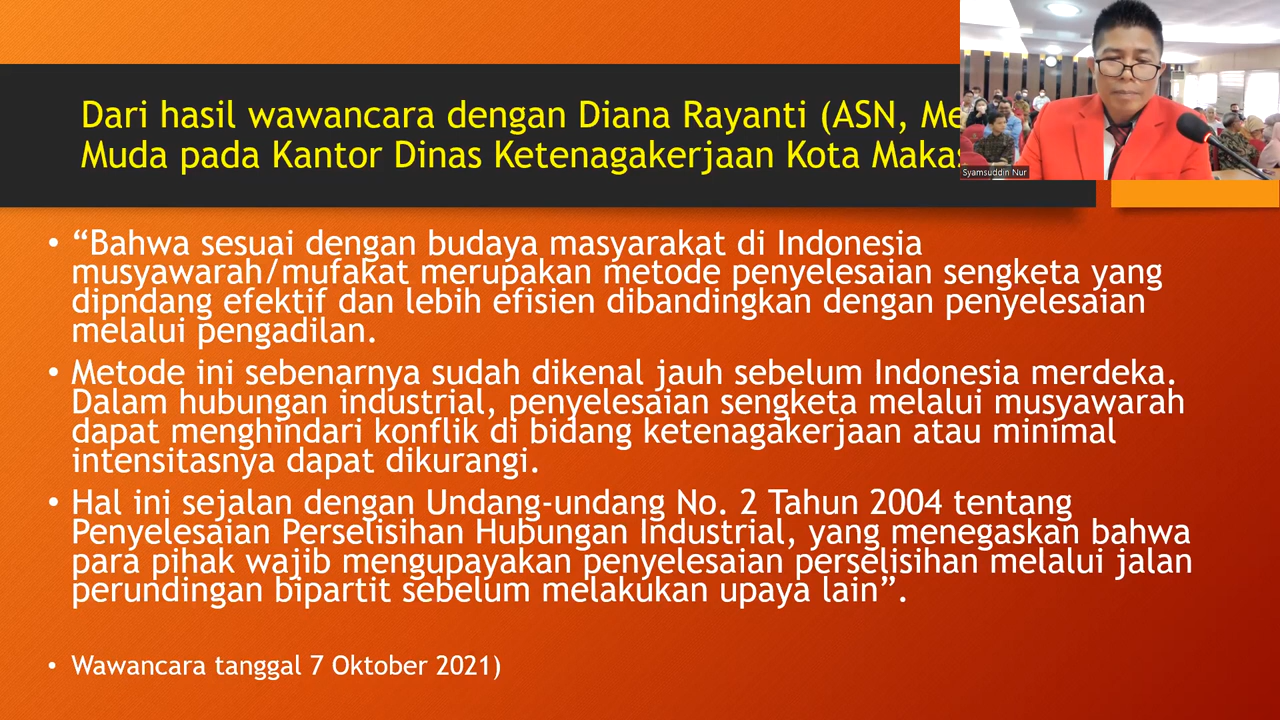 Dari hasil wawancara dengan Diana Rayanti (ASN,
Muda pada Kantor Dinas Ketenagakerjaan Kota
Syamsuddin Nur
• “Bahwa sesuai dengan budaya masyarakat di Indonesia
musyawarah/mufakat merupakan metode penyelesaian sengketa yang
dipndang efektif dan lebih efisien dibandingkan dengan penyelesaian
melalui pengadilan.
• Metode ini sebenarnya sudah dikenal jauh sebelum Indonesia merdeka.
Dalam hubungan industrial, penyelesaian sengketa melalui musyawarah
dapat menghindari konflik di bidang ketenagakerjaan atau minimal
intensitasnya dapat dikurangi.
• Hal ini sejalan dengan Undang-undang No. 2 Tahun 2004 tentang
Penyelesaian Perselisihan Hubungan Industrial, yang menegaskan bahwa
para pihak wajib mengupayakan penyelesaian perselisihan melalui jalan
perundingan bipartit sebelum melakukan upaya lain”.
• Wawancara tanggal 7 Oktober 2021)